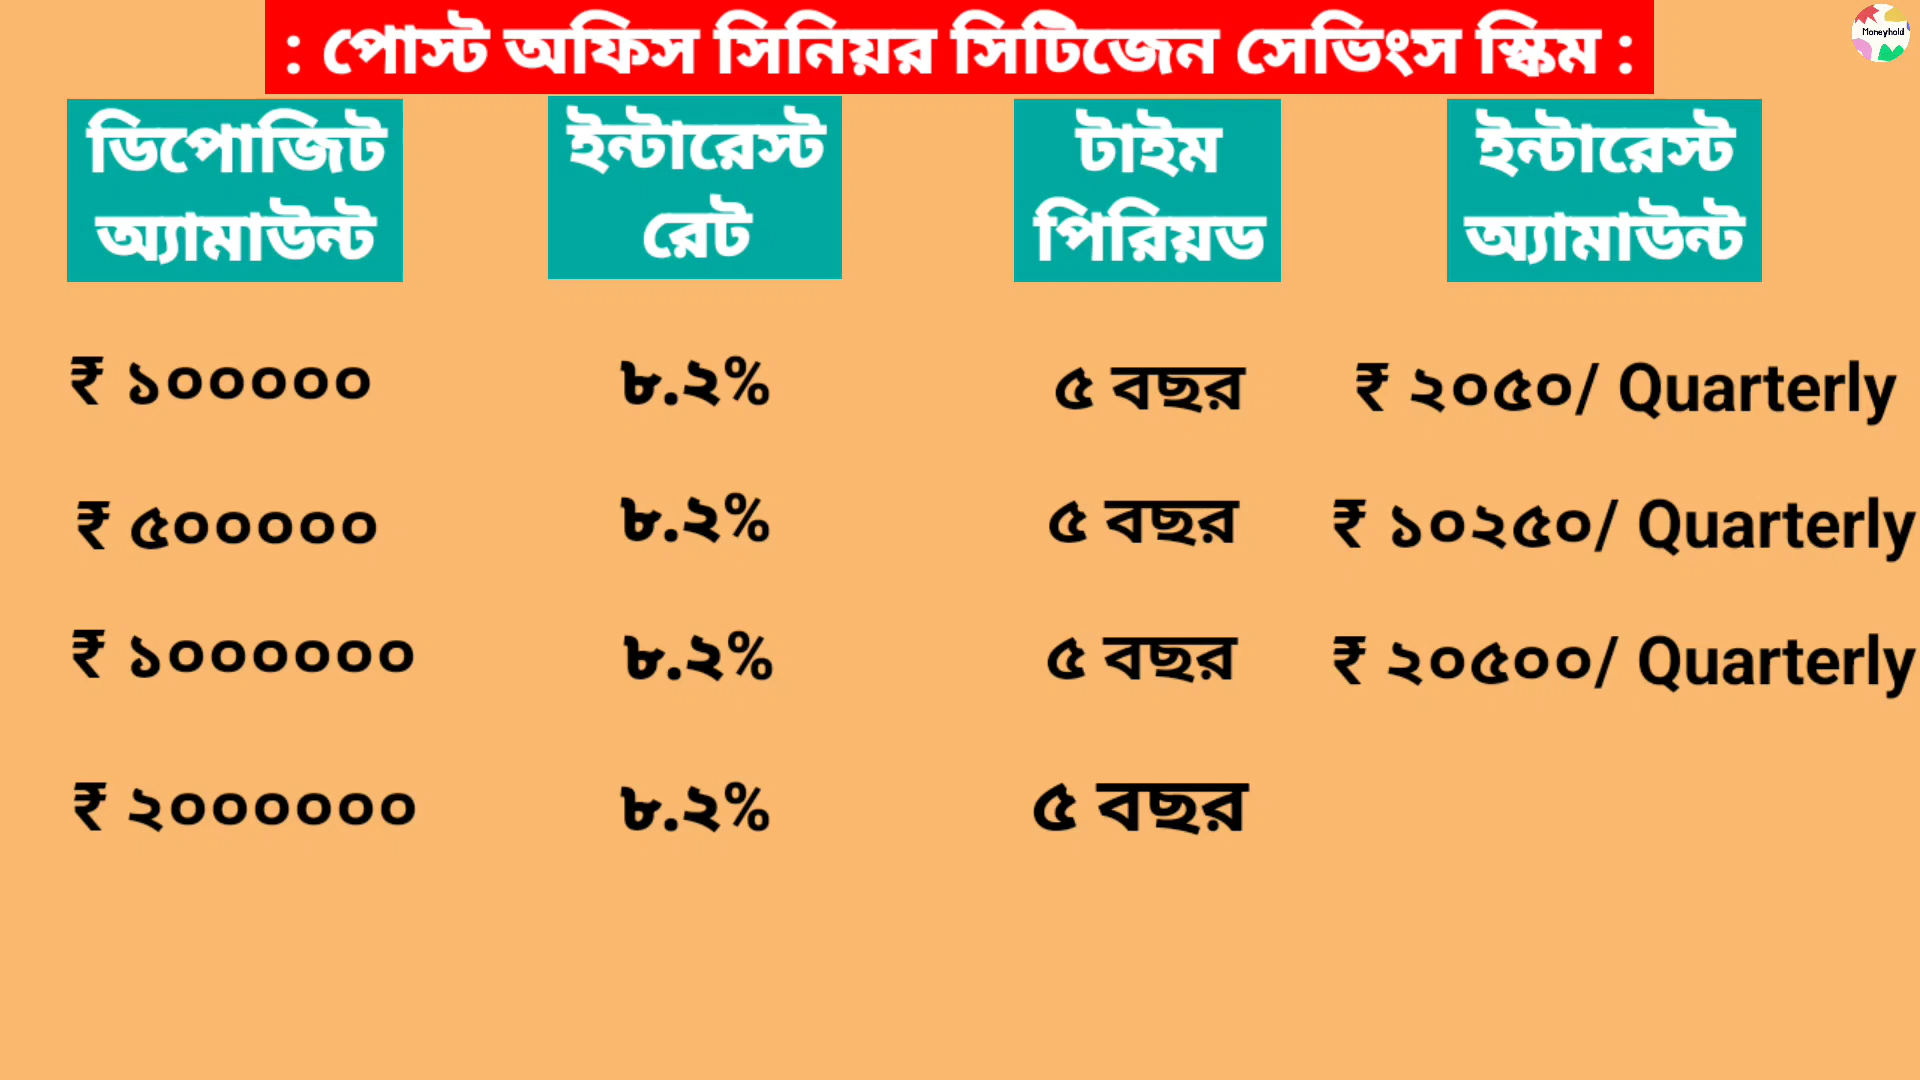 : পোস্ট অফিস সিনিয়র সিটিজেন সেভিংস স্কিম :
Moneyhold
ডিপোজিট অ্যামাউন্ট
ইন্টারেস্ট রেট
টাইম পিরিয়ড
ইন্টারেস্ট অ্যামাউন্ট
₹ ১০০০০০ ৮.২% ৫ বছর ₹ ২০৫০/ Quarterly
₹ ৫০০০০০ ৮.২% ৫ বছর ₹ ১০২৫০/ Quarterly
₹ ১০০০০০০ ৮.২% ৫ বছর ₹ ২০৫০০/ Quarterly
₹ ২০০০০০০ ৮.২% ৫ বছর